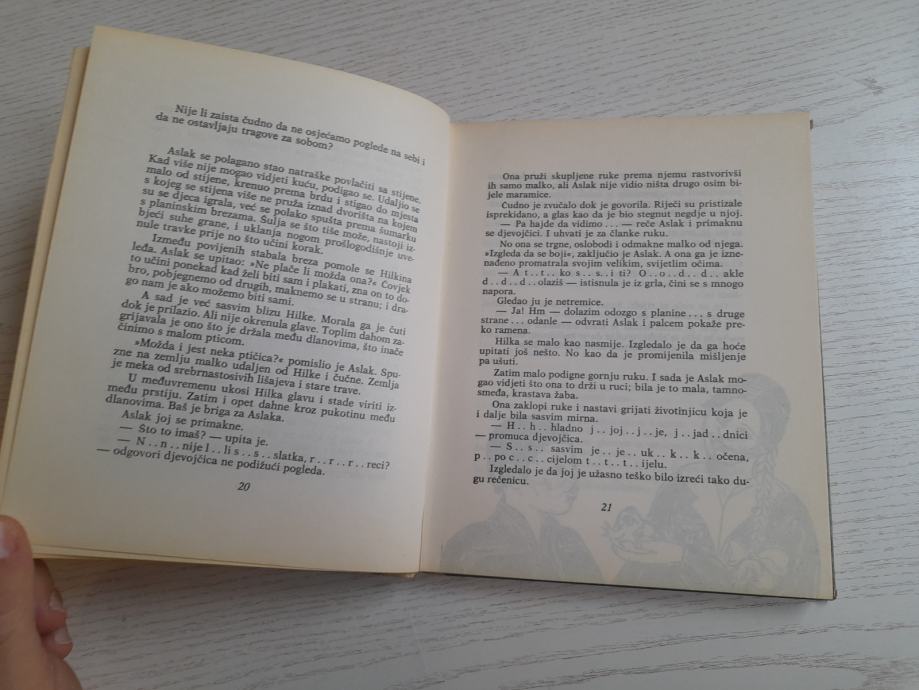 Nije li zaista čudno da ne osjećamo poglede na sebi i
da ne ostavljaju tragove za sobom?
Aslak se polagano stao natraške povlačiti sa stijene.
Kad više nije mogao vidjeti kuću, podigao se. Udaljio se
malo od stijene, krenuo prema brdu i stigao do mjesta
s kojeg se stijena više ne pruža iznad dvorišta na kojem
su se djeca igrala, već se polako spušta prema šumarku
s planinskim brezama. Šulja se što tiše može, nastoji iz-
bjeći suhe grane, i uklanja nogom prošlogodišnje uve-
nule travke prije no što učini korak.
Između povijenih stabala breza pomole se Hilkina
leđa. Aslak se upitao: »Ne plače li možda ona?« Čovjek
to učini ponekad kad želi biti sam i plakati, zna on to do-
bro, pobjegnemo od drugih, maknemo se u stranu; i dra-
go nam je ako možemo biti sami.
A sad je već sasvim blizu Hilke. Morala ga je čuti
dok je prilazio. Ali nije okrenula glave. Toplim dahom za-
grijavala je ono što je držala među dlanovima, što inače
činimo s malom pticom.
»Možda i jest neka ptičica?« pomislio je Aslak. Spu-
zne na zemlju malko udaljen od Hilke i čučne. Zemlja
je meka od srebrnastosivih lišajeva i stare trave.
U međuvremenu ukosi Hilka glavu i stade viriti iz-
među prstiju. Zatim i opet dahne kroz pukotinu među
dlanovima. Baš je briga za Aslaka.
Aslak joj se primakne.
— Što to imaš? — upita je.
— N . . n . . nije l . . li s . . s . . slatka, r . . r . . r . . reci?
— odgovori djevojčica ne podižući pogleda.
20
Ona pruži skupljene ruke prema njemu rastvorivši
ih samo malko, ali Aslak nije vidio ništa drugo osim bi-
jele maramice.
Čudno je zvučalo dok je govorila. Riječi su pristizale
isprekidano, a glas kao da je bio stegnut negdje u njoj.
— Pa hajde da vidimo . . . — reče Aslak i primaknu
se djevojčici. I uhvati je za članke ruku.
No ona se trgne, oslobodi i odmakne malko od njega.
»Izgleda da se boji«, zaključio je Aslak. A ona ga je izne-
nađeno promatrala svojim velikim, svijetlim očima.
— A t . . t . . ko s . . s . . i ti? O . . o . . d . . d . . akle
d . . d . . d . . olaziš — istisnula je iz grla, čini se s mnogo
napora.
Gledao ju je netremice.
— Ja! Hm — dolazim odozgo s planine . . . s druge
strane . . . odanle — odvrati Aslak i palcem pokaže pre-
ko ramena.
Hilka se malo kao nasmije. Izgledalo je da ga hoće
upitati još nešto. No kao da je promijenila mišljenje
pa ušuti.
Zatim malo podigne gornju ruku. I sada je Aslak mo-
gao vidjeti što ona to drži u ruci; bila je to mala, tamno-
smeđa, krastava žaba.
Ona zaklopi ruke i nastavi grijati životinjicu koja je
i dalje bila sasvim mirna.
— H . . h . . hladno j . . joj . . j . . je, j . . jad . . dnici
— promuca djevojčica.
— S . . s . . sasvim je . . je . . uk . . k . . k . . očena,
p . . po c . . c . . cijelom t . . t . . t . . ijelu.
Izgledalo je da joj je užasno teško bilo izreći tako du-
gu rečenicu.
21